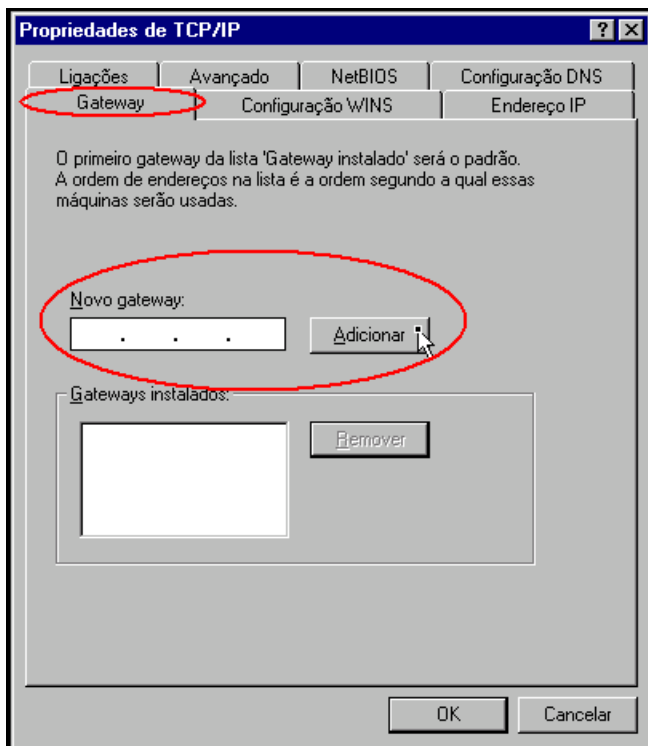 Propriedades de TCP/IP
Ligações Avançado NetBIOS Configuração DNS
Gateway Configuração WINS Endereço IP
O primeiro gateway da lista 'Gateway instalado' será o padrão.
A ordem de endereços na lista é a ordem segundo a qual essas
máquinas serão usadas.
Novo gateway:
. . . Adicionar
Gateways instalados:
Remover
OK Cancelar